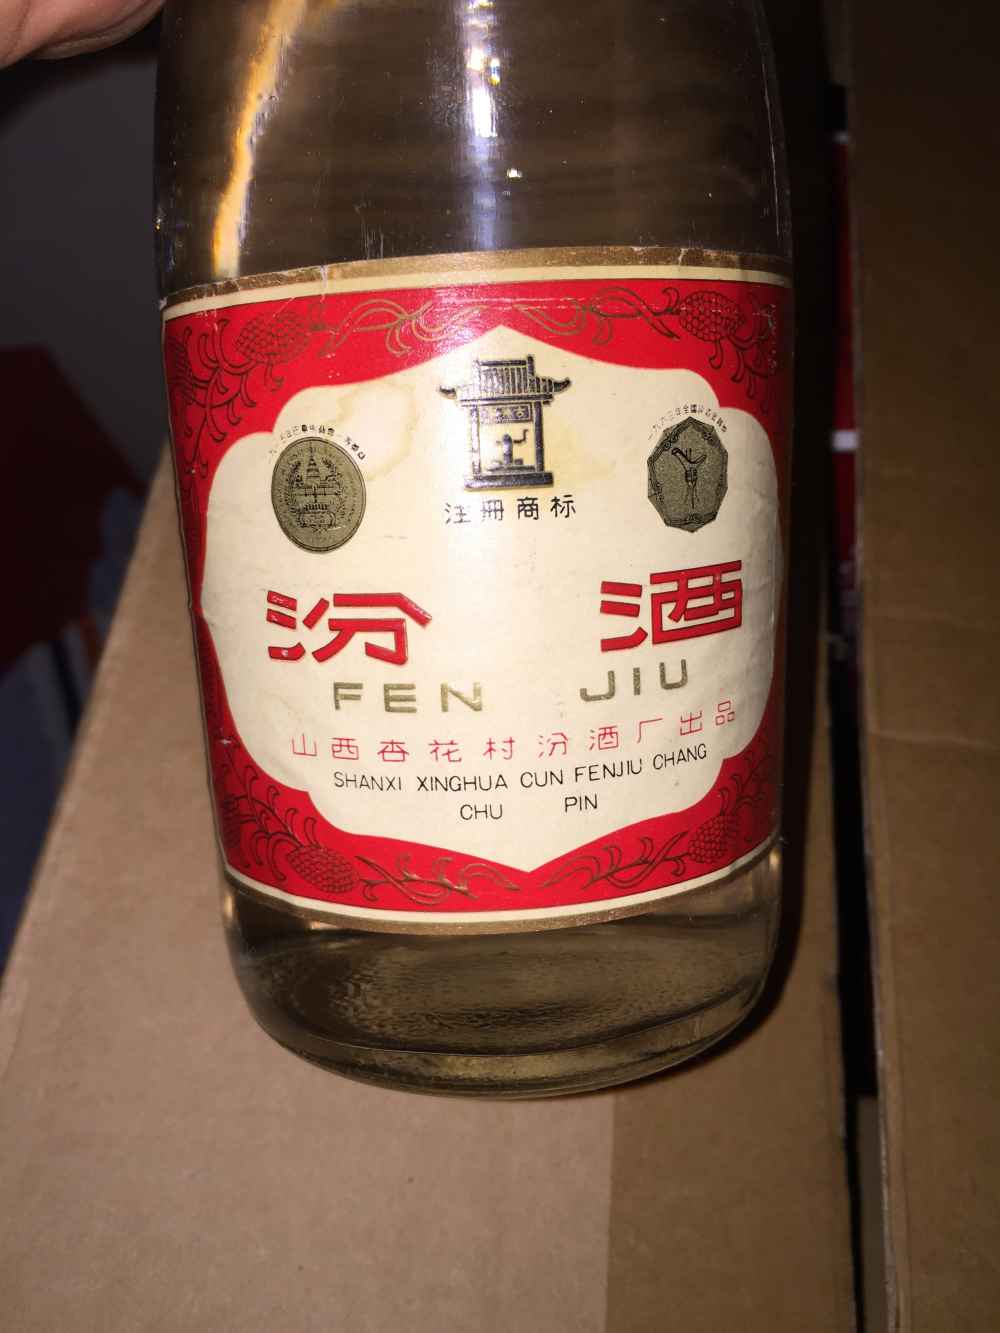 注册商标
汾酒
FEN JIU
山西杏花村汾酒厂出品
SHANXI XINGHUA CUN FENJIU CHANG
CHU PIN